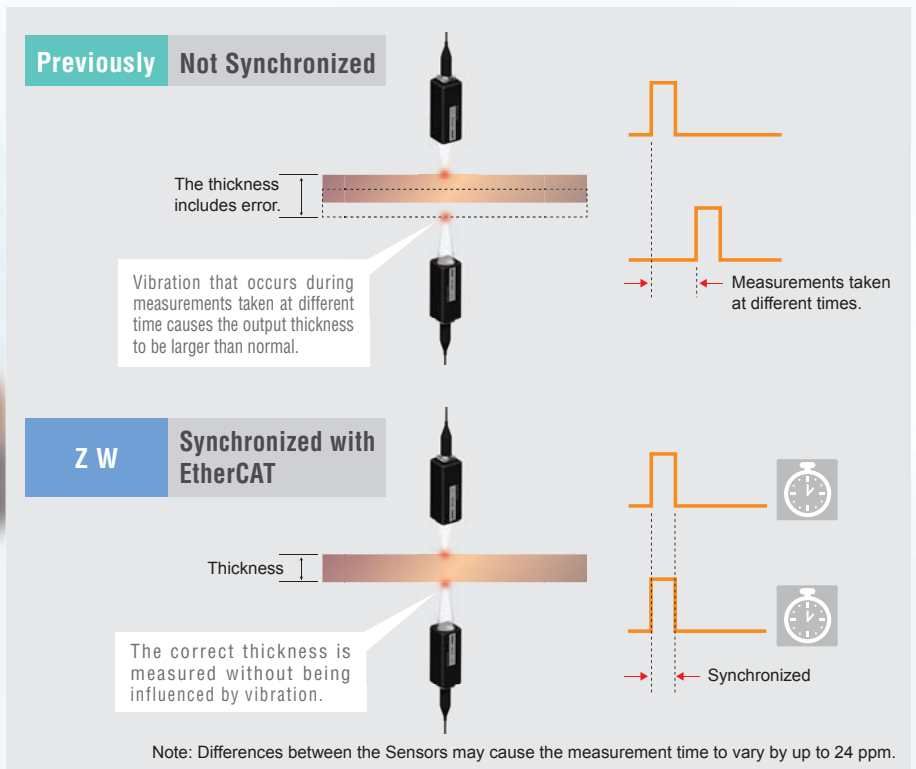 Previously Not Synchronized
The thickness
includes error.
Vibration that occurs during
measurements taken at different
time causes the output thickness
to be larger than normal.
Measurements taken
at different times.
Z W
Synchronized with
EtherCAT
Thickness
The correct thickness is
measured without being
influenced by vibration.
Synchronized
Note: Differences between the Sensors may cause the measurement time to vary by up to 24 ppm.